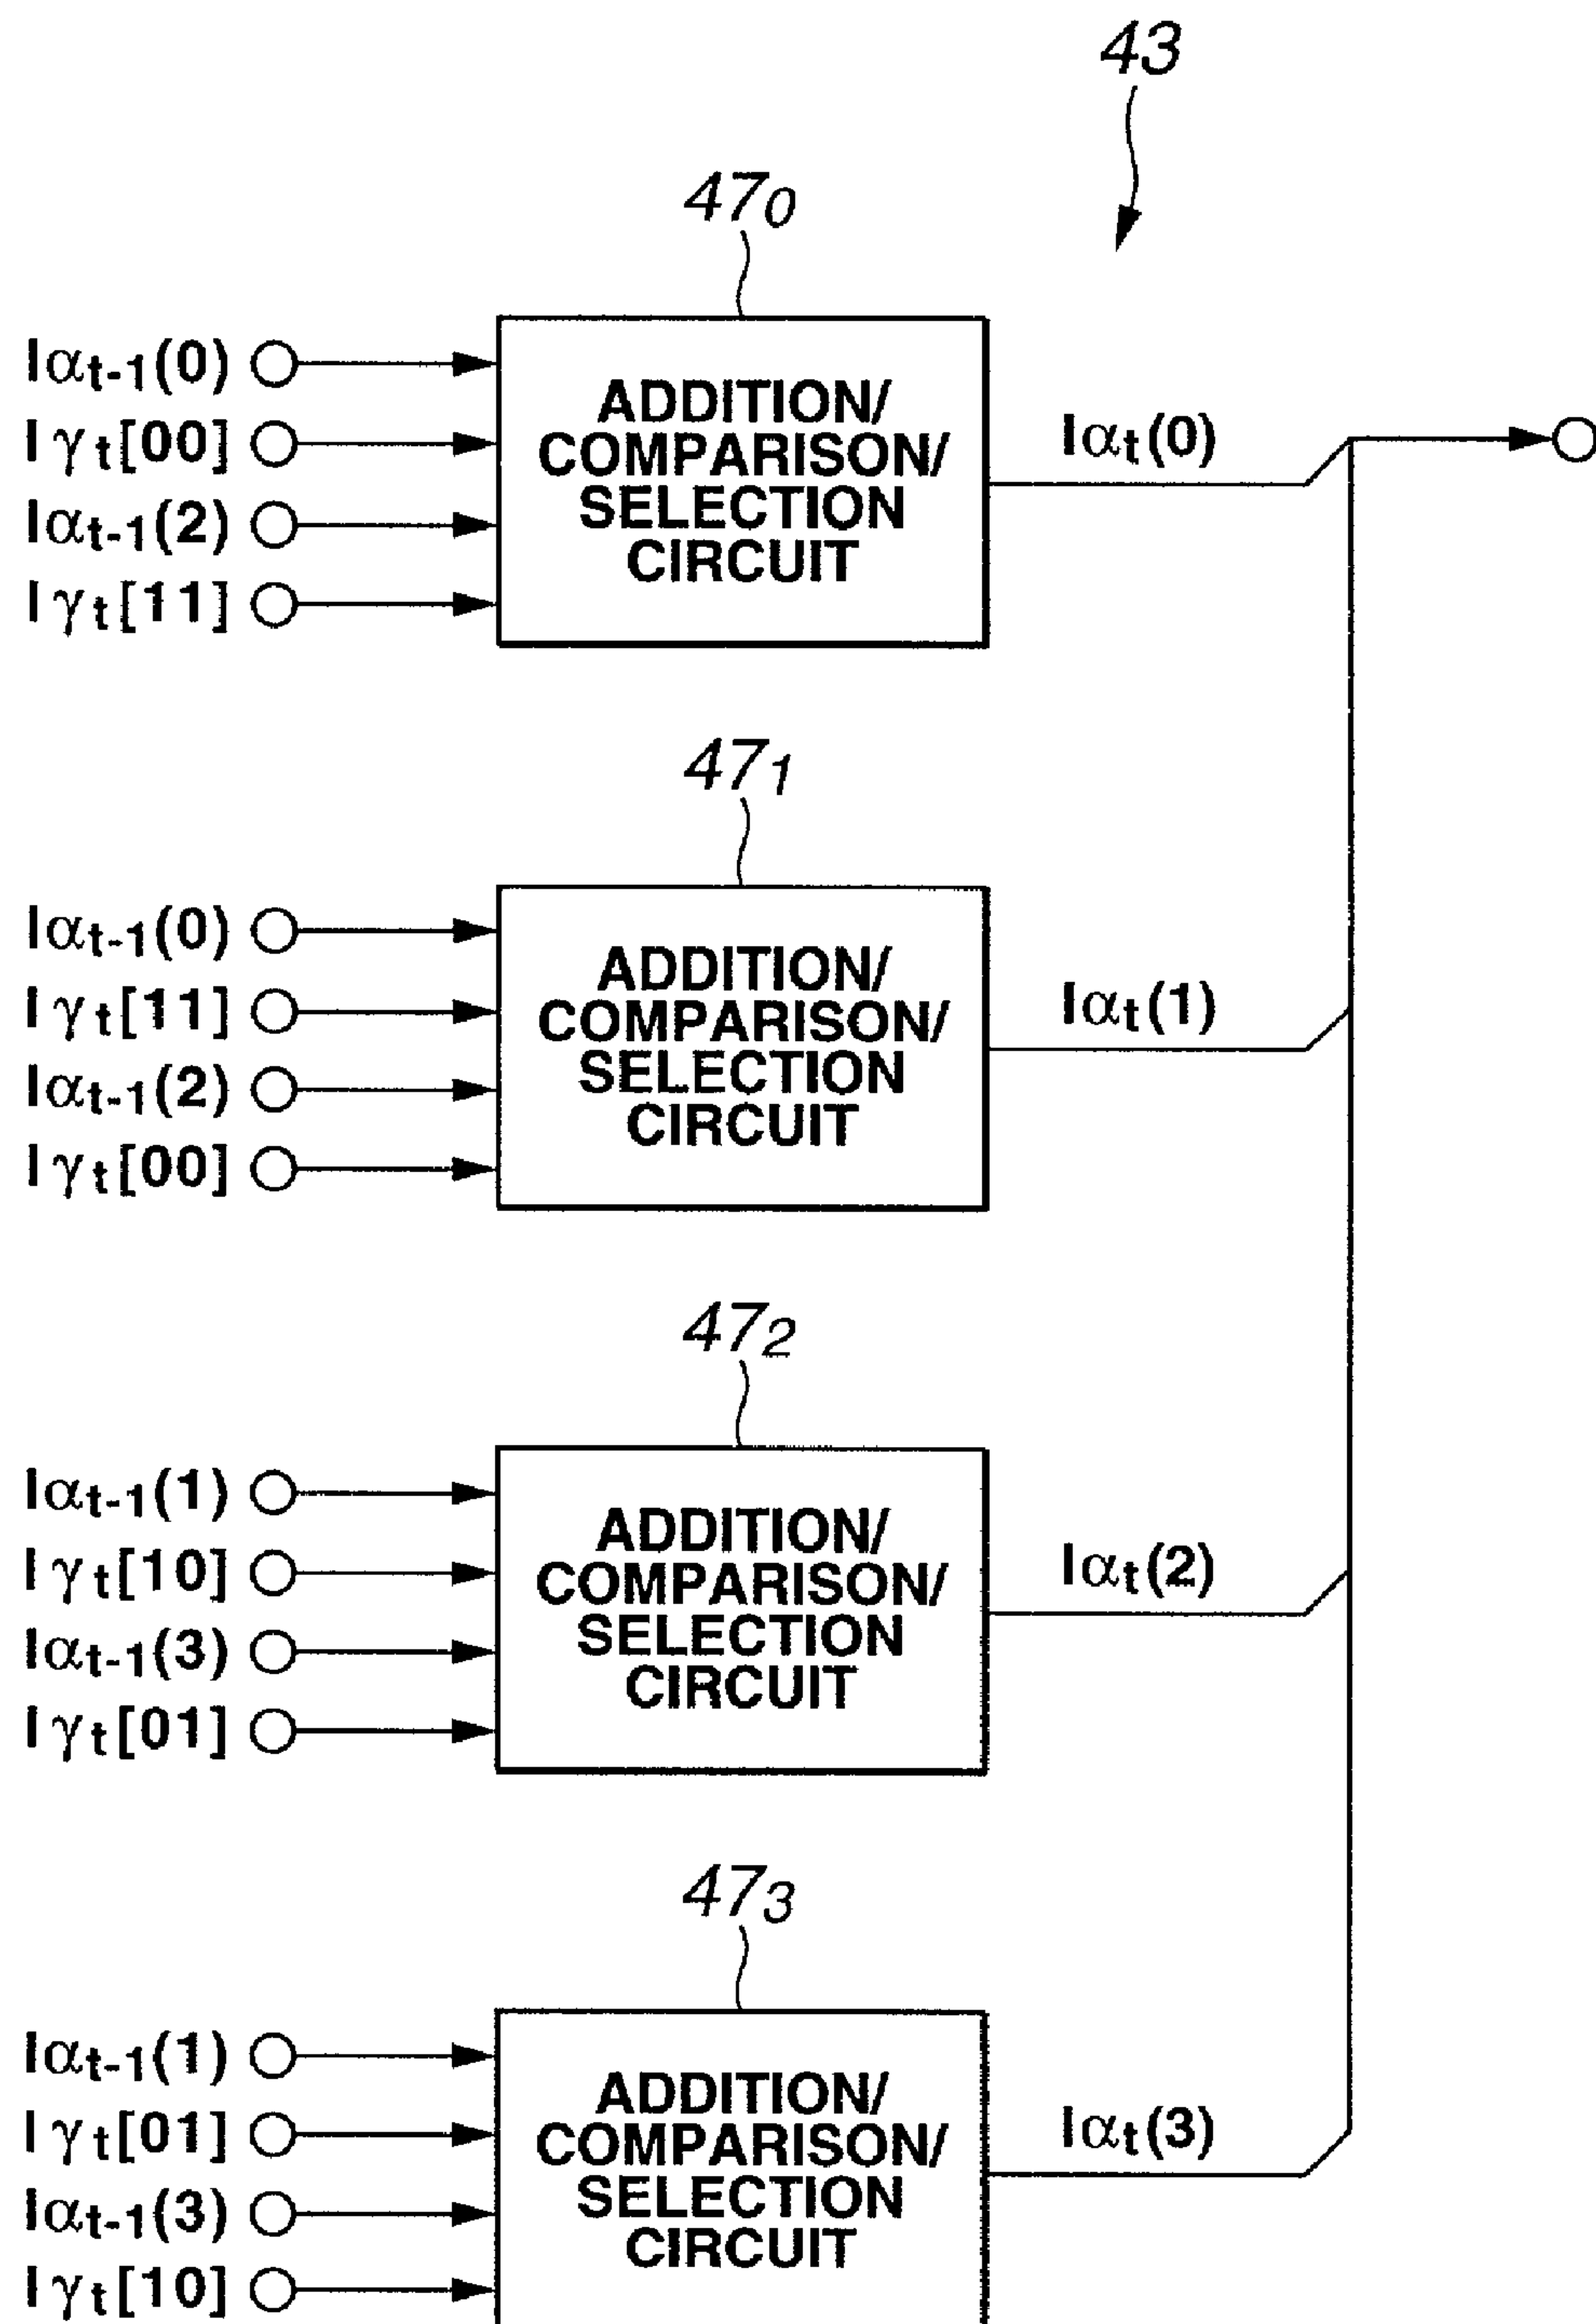 43
47₀
Iαt-1(0)
Iγt[00]
Iαt-1(2)
Iγt[11]
ADDITION/
COMPARISON/
SELECTION
CIRCUIT
Iαt(0)
47₁
Iαt-1(0)
Iγt[11]
Iαt-1(2)
Iγt[00]
ADDITION/
COMPARISON/
SELECTION
CIRCUIT
Iαt(1)
47₂
Iαt-1(1)
Iγt[10]
Iαt-1(3)
Iγt[01]
ADDITION/
COMPARISON/
SELECTION
CIRCUIT
Iαt(2)
47₃
Iαt-1(1)
Iγt[01]
Iαt-1(3)
Iγt[10]
ADDITION/
COMPARISON/
SELECTION
CIRCUIT
Iαt(3)